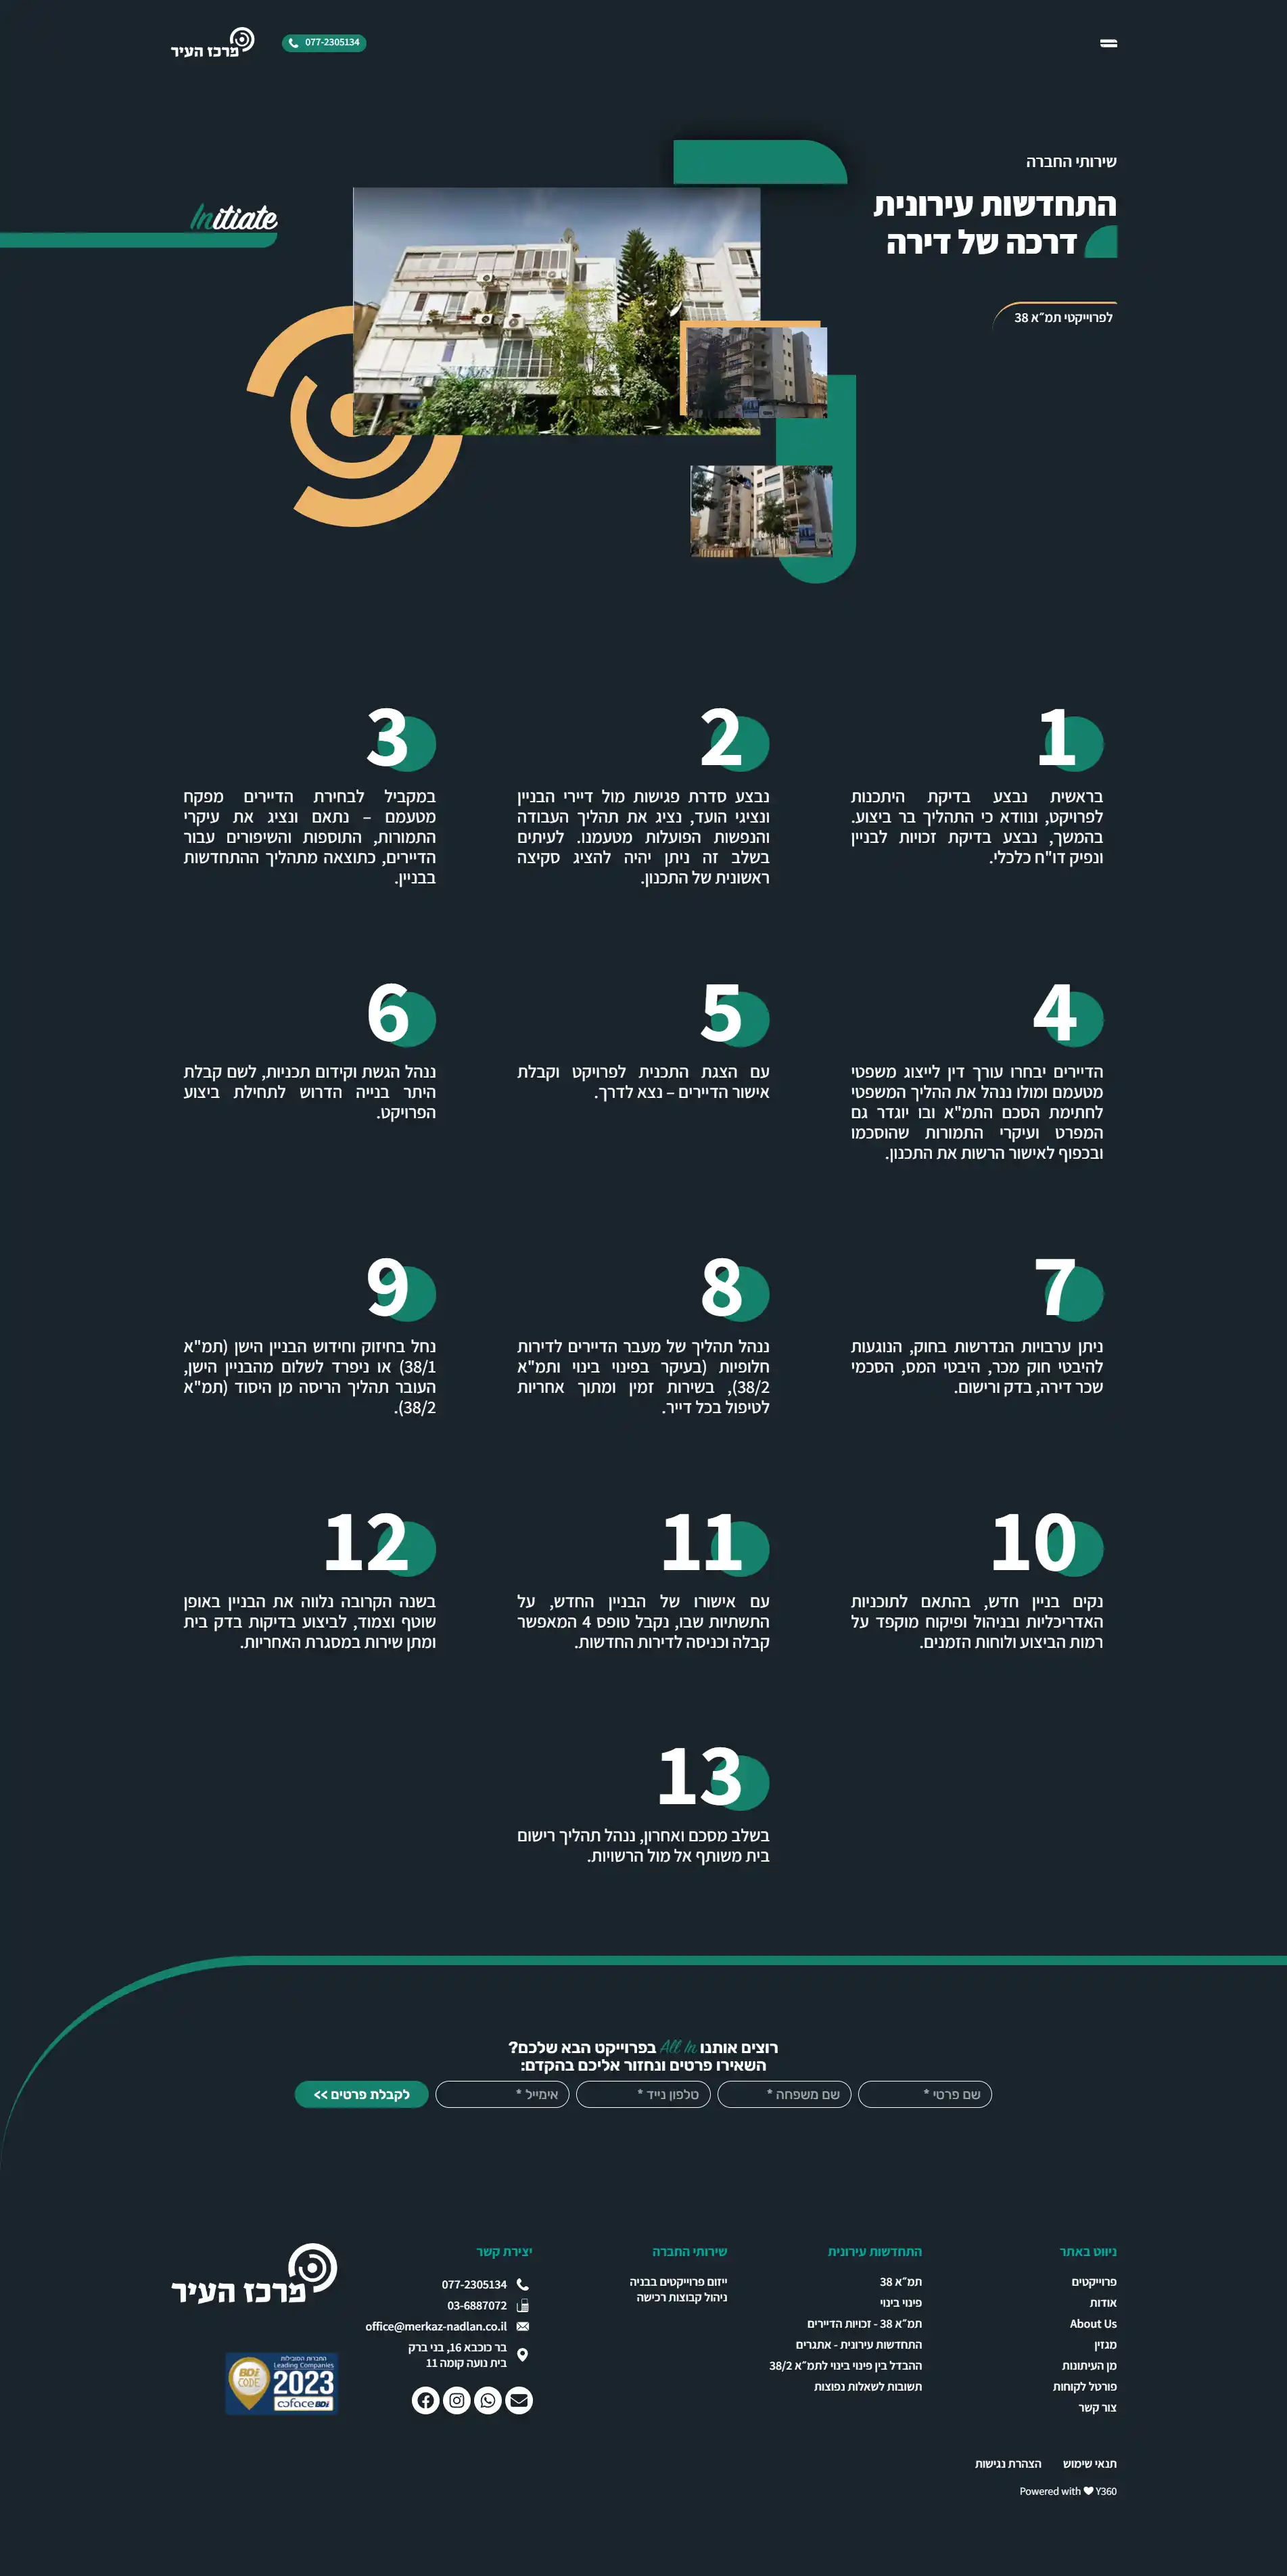 מרכז העיר
077-2305134
שירותי החברה
התחדשות עירונית
דרכה של דירה
לפרוייקטי תמ״א 38
Initiate
1
בראשית נבצע בדיקת היתכנות
לפרויקט, ונוודא כי התהליך בר ביצוע.
בהמשך, נבצע בדיקת זכויות לבניין
ונפיק דו"ח כלכלי.
2
נבצע סדרת פגישות מול דיירי הבניין
ונציגי הועד, נציג את תהליך העבודה
והנפשות הפועלות מטעמנו. לעיתים
בשלב זה ניתן יהיה להציג סקיצה
ראשונית של התכנון.
3
במקביל לבחירת הדיירים מפקח
מטעמם – נתאם ונציג את עיקרי
התמורות, התוספות והשיפורים עבור
הדיירים, כתוצאה מתהליך ההתחדשות
בבניין.
4
הדיירים יבחרו עורך דין לייצוג משפטי
מטעמם ומולו ננהל את ההליך המשפטי
לחתימת הסכם התמ"א ובו יוגדר גם
המפרט ועיקרי התמורות שהוסכמו
ובכפוף לאישור הרשות את התכנון.
5
עם הצגת התכנית לפרויקט וקבלת
אישור הדיירים – נצא לדרך.
6
ננהל הגשת וקידום תכניות, לשם קבלת
היתר בנייה הדרוש לתחילת ביצוע
הפרויקט.
7
ניתן ערבויות הנדרשות בחוק, הנוגעות
להיבטי חוק מכר, היבטי המס, הסכמי
שכר דירה, בדק ורישום.
8
ננהל תהליך של מעבר הדיירים לדירות
חלופיות (בעיקר בפינוי בינוי ותמ"א
38/2), בשירות זמין ומתוך אחריות
לטיפול בכל דייר.
9
נחל בחיזוק וחידוש הבניין הישן (תמ"א
38/1) או ניפרד לשלום מהבניין הישן,
העובר תהליך הריסה מן היסוד (תמ"א
38/2).
10
נקים בניין חדש, בהתאם לתוכניות
האדריכליות ובניהול ופיקוח מוקפד על
רמות הביצוע ולוחות הזמנים.
11
עם אישורו של הבניין החדש, על
התשתיות שבו, נקבל טופס 4 המאפשר
קבלה וכניסה לדירות החדשות.
12
בשנה הקרובה נלווה את הבניין באופן
שוטף וצמוד, לביצוע בדיקות בדק בית
ומתן שירות במסגרת האחריות.
13
בשלב מסכם ואחרון, ננהל תהליך רישום
בית משותף אל מול הרשויות.
רוצים אותנו All In בפרוייקט הבא שלכם?
השאירו פרטים ונחזור אליכם בהקדם:
שם פרטי *
שם משפחה *
טלפון נייד *
אימייל *
לקבלת פרטים >>
ניווט באתר
פרוייקטים
אודות
About Us
מגזין
מן העיתונות
פורטל לקוחות
צור קשר
התחדשות עירונית
תמ״א 38
פינוי בינוי
תמ״א 38 - זכויות הדיירים
התחדשות עירונית - אתגרים
ההבדל בין פינוי בינוי לתמ״א 38/2
תשובות לשאלות נפוצות
שירותי החברה
ייזום פרוייקטים בבניה
ניהול קבוצות רכישה
יצירת קשר
077-2305134
03-6887072
office@merkaz-nadlan.co.il
בר כוכבא 16, בני ברק
בית נועה קומה 11
מרכז העיר
החברות המובילות
Leading Companies
BDi
CODE
2023
coface BDi
תנאי שימוש
הצהרת נגישות
Powered with Y360